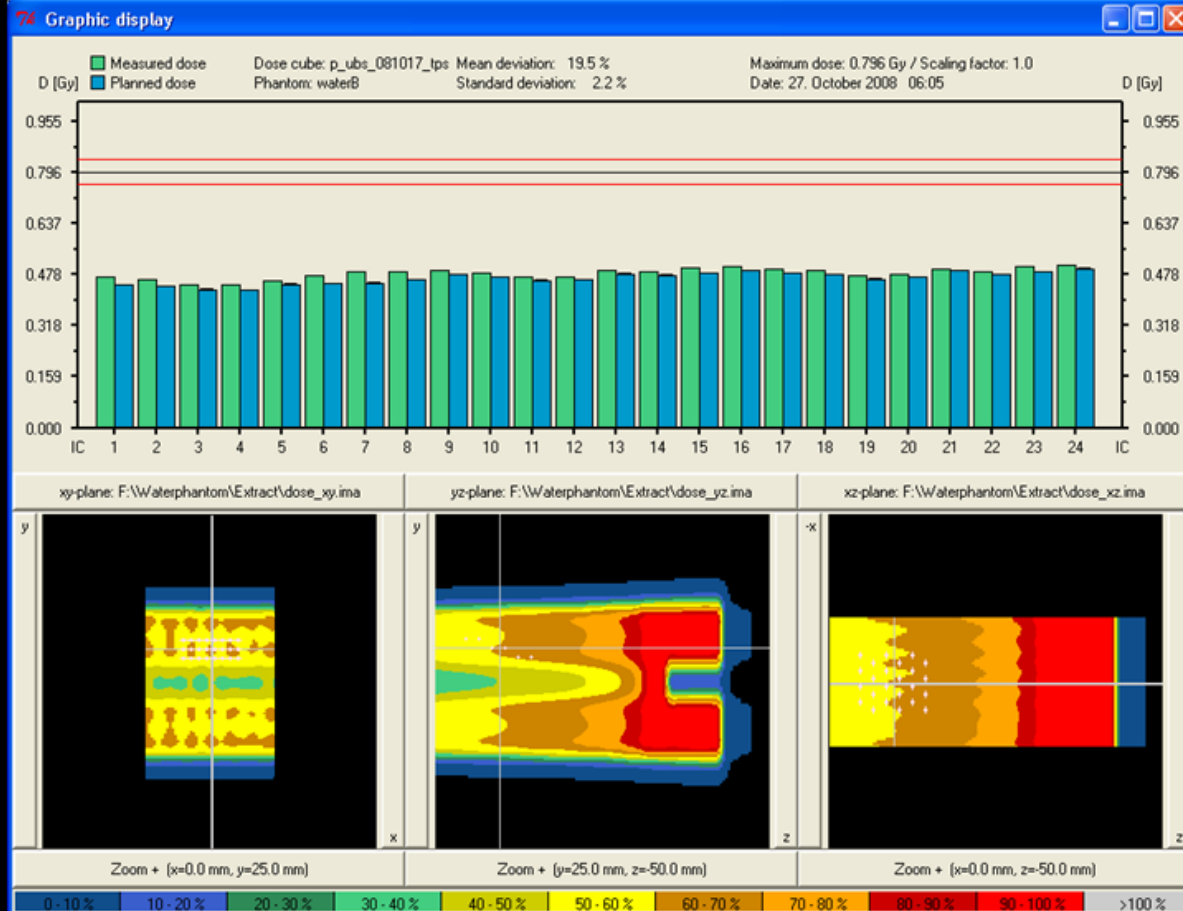 Graphic display
Measured dose Dose cube: p_ubs_081017_tps Mean deviation: 19.5 % Maximum dose: 0.796 Gy / Scaling factor: 1.0
D [Gy] Planned dose Phantom: waterB Standard deviation: 2.2 % Date: 27. October 2008 06:05 D [Gy]
0.955 0.955
0.796 0.796
0.637 0.637
0.478 0.478
0.318 0.318
0.159 0.159
0.000 0.000
IC 1 2 3 4 5 6 7 8 9 10 11 12 13 14 15 16 17 18 19 20 21 22 23 24 IC
xy-plane: F:\Waterphantom\Extract\dose_xy.ima yz-plane: F:\Waterphantom\Extract\dose_yz.ima xz-plane: F:\Waterphantom\Extract\dose_xz.ima
y y -x
x z z
Zoom + (x=0.0 mm, y=25.0 mm) Zoom + (y=25.0 mm, z=-50.0 mm) Zoom + (x=0.0 mm, z=-50.0 mm)
0 - 10 % 10 - 20 % 20 - 30 % 30 - 40 % 40 - 50 % 50 - 60 % 60 - 70 % 70 - 80 % 80 - 90 % 90 - 100 % >100 %